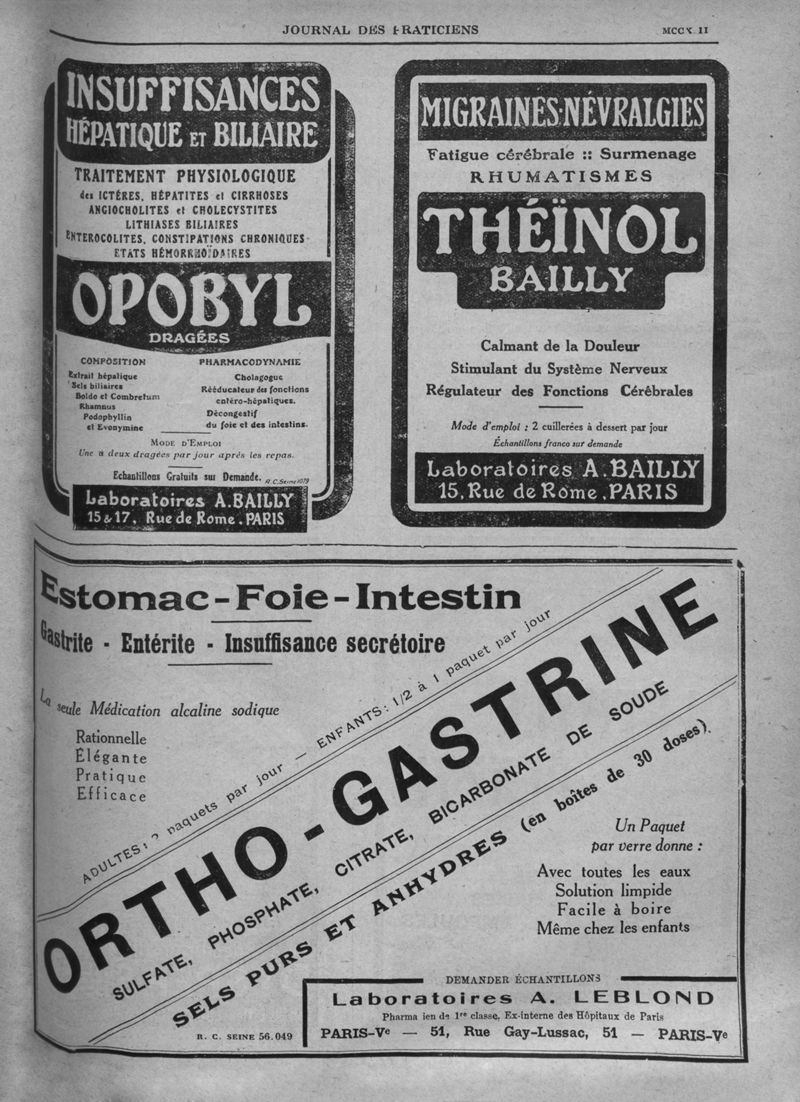 JOURNAL DES PRATICIENS
INSUFFISANCES
HÉPATIQUE ET BILIAIRE
TRAITEMENT PHYSIOLOGIQUE
des ICTÉRES, HÉPATITES et CIRRHOSES
ANGIOCHOLITES et CHOLECYSTITES
LITHIASES BILIAIRES
ENTEROCOLITES, CONSTIPATIONS CHRONIQUES
ETATS HÉMORRHOÏDAIRES
OPOBYL
DRAGÉES
COMPOSITION
Extrait hépatique
Sels biliaires
Boldo et Combretum
Rhamnus
Podophyllin
et Evonymine
PHARMACODYNAMIE
Cholagogue
Rééducateur des fonctions
entéro-hépatiques.
Décongestif
du foie et des intestins.
MODE D'EMPLOI
Une à deux dragées par jour après les repas.
Echantillons Gratuits sur Demande.
R.C. Seine 1079
Laboratoires A. BAILLY
15 & 17, Rue de Rome, PARIS
MIGRAINES-NÉVRALGIES
Fatigue cérébrale :: Surmenage
RHUMATISMES
THÉÏNOL
BAILLY
Calmant de la Douleur
Stimulant du Système Nerveux
Régulateur des Fonctions Cérébrales
Mode d'emploi : 2 cuillerées à dessert par jour
Échantillons franco sur demande
Laboratoires A. BAILLY
15, Rue de Rome, PARIS
Estomac-Foie-Intestin
Gastrite - Entérite - Insuffisance secrétoire
La seule Médication alcaline sodique
Rationnelle
Élégante
Pratique
Efficace
ADULTES: 2 paquets par jour — ENFANTS: 1/2 à 1 paquet par jour
ORTHO-GASTRINE
SULFATE, PHOSPHATE, CITRATE, BICARBONATE DE SOUDE
SELS PURS ET ANHYDRES (en boîtes de 30 doses).
Un Paquet
par verre donne :
Avec toutes les eaux
Solution limpide
Facile à boire
Même chez les enfants
R. C. SEINE 56.049
DEMANDER ÉCHANTILLONS
Laboratoires A. LEBLOND
Pharma ien de 1re classe, Ex-interne des Hôpitaux de Paris
PARIS-Ve — 51, Rue Gay-Lussac, 51 — PARIS-Ve